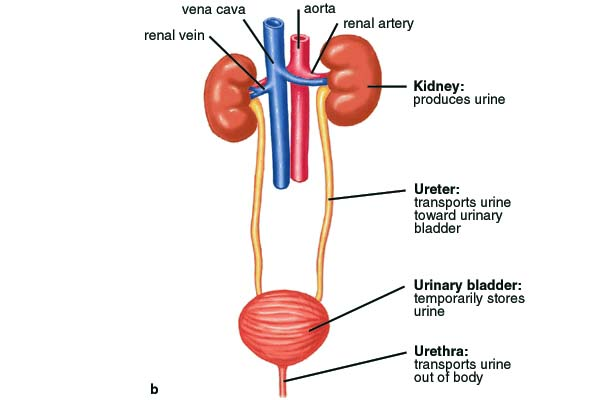 vena cava
aorta
renal artery
renal vein
Kidney:
produces urine
Ureter:
transports urine
toward urinary
bladder
Urinary bladder:
temporarily stores
urine
Urethra:
transports urine
out of body
b